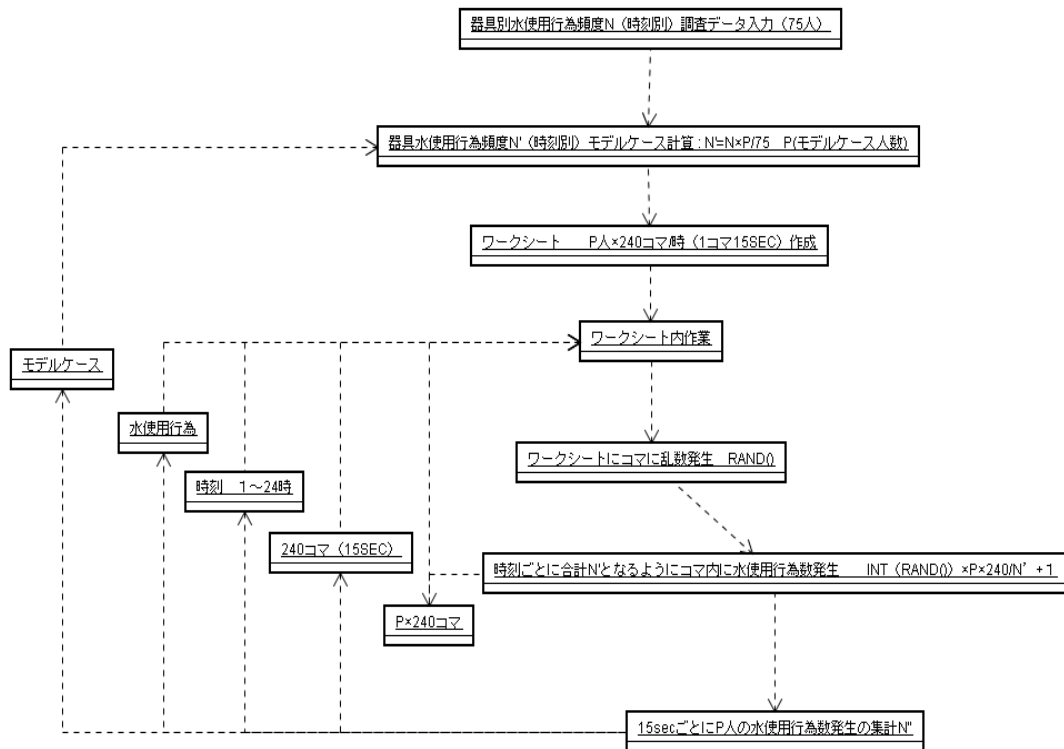 器具別水使用行為頻度N（時刻別）調査データ入力（75人）
器具水使用行為頻度N'（時刻別）モデルケース計算：N'=N×P/75　P(モデルケース人数)
ワークシート　　P人×240コマ/時（1コマ15SEC）作成
ワークシート内作業
モデルケース
水使用行為
ワークシートにコマに乱数発生　RAND()
時刻　1～24時
240コマ（15SEC）
時刻ごとに合計N'となるようにコマ内に水使用行為数発生　　INT（RAND()）×P×240/N’+1
P×240コマ
15secごとにP人の水使用行為数発生の集計N"